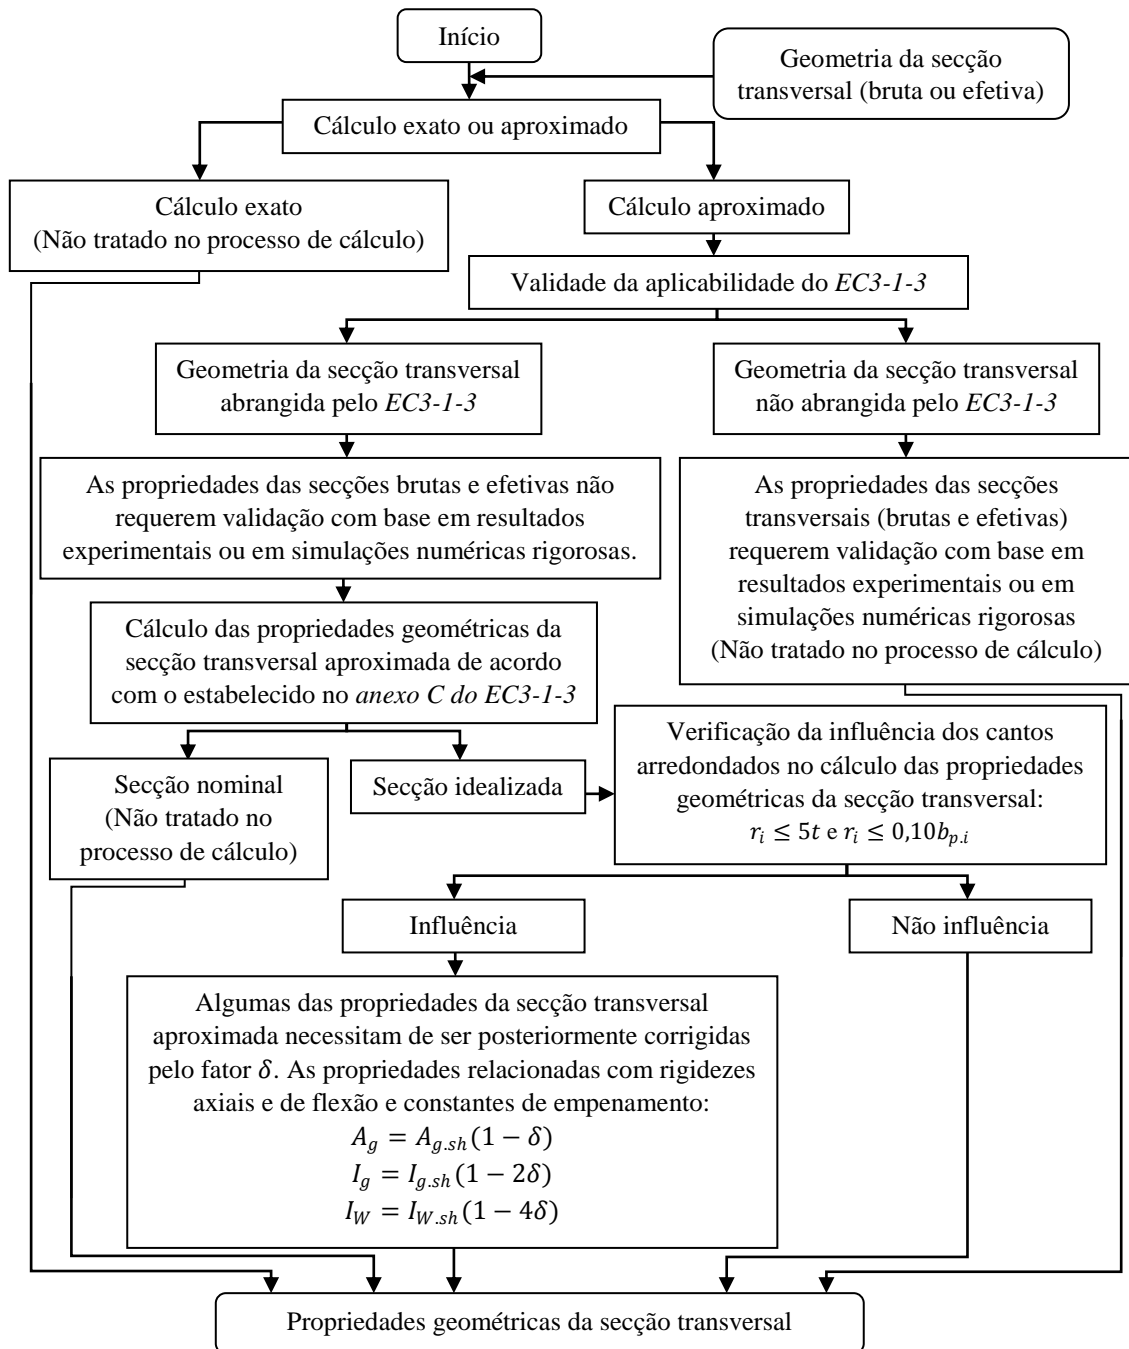 Início
Geometria da secção
transversal (bruta ou efetiva)
Cálculo exato ou aproximado
Cálculo exato
(Não tratado no processo de cálculo)
Cálculo aproximado
Validade da aplicabilidade do EC3-1-3
Geometria da secção transversal
abrangida pelo EC3-1-3
Geometria da secção transversal
não abrangida pelo EC3-1-3
As propriedades das secções brutas e efetivas não
requerem validação com base em resultados
experimentais ou em simulações numéricas rigorosas.
As propriedades das secções
transversais (brutas e efetivas)
requerem validação com base em
resultados experimentais ou em
simulações numéricas rigorosas
(Não tratado no processo de cálculo)
Cálculo das propriedades geométricas da
secção transversal aproximada de acordo
com o estabelecido no anexo C do EC3-1-3
Secção nominal
(Não tratado no
processo de cálculo)
Secção idealizada
Verificação da influência dos cantos
arredondados no cálculo das propriedades
geométricas da secção transversal:
r_i ≤ 5t e r_i ≤ 0,10b_{p.i}
Influência
Não influência
Algumas das propriedades da secção transversal
aproximada necessitam de ser posteriormente corrigidas
pelo fator δ. As propriedades relacionadas com rigidezes
axiais e de flexão e constantes de empenamento:
A_g = A_{g.sh}(1 − δ)
I_g = I_{g.sh}(1 − 2δ)
I_W = I_{W.sh}(1 − 4δ)
Propriedades geométricas da secção transversal